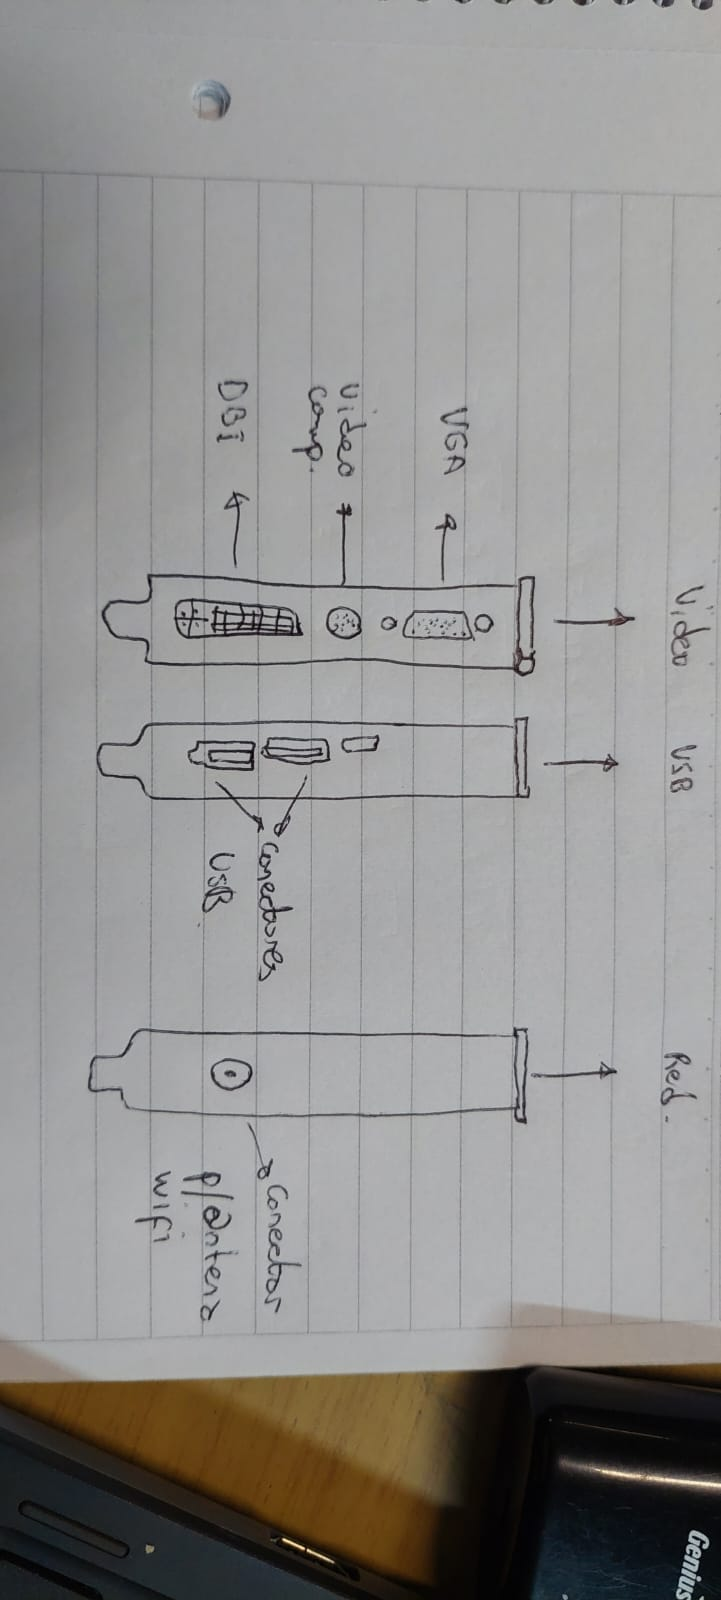 Video
USB
Red.
VGA
Video
comp.
DBI
Conectores
USB.
Conector
p/antena
wifi
Genius